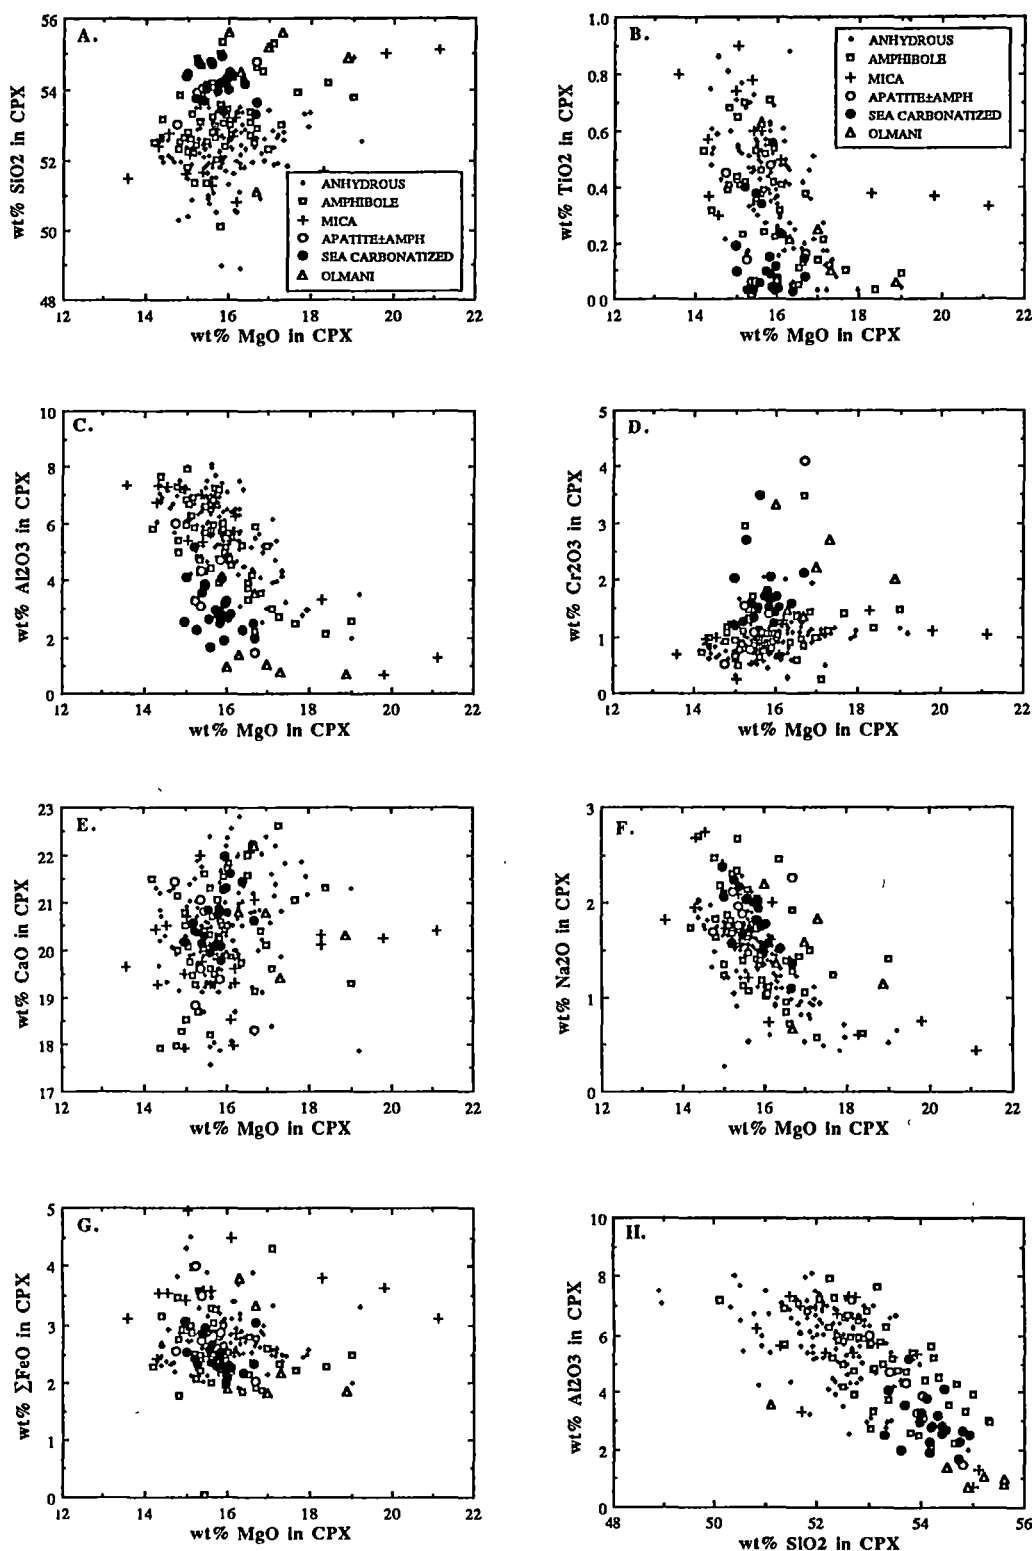 A.
56
54
52
50
48
wt% SiO2 in CPX
ANHYDROUS
AMPHIBOLE
MICA
APATITE±AMPH
SEA CARBONATIZED
OLMANI
12 14 16 18 20 22
wt% MgO in CPX
B.
1.0
0.8
0.6
0.4
0.2
0.0
wt% TiO2 in CPX
ANHYDROUS
AMPHIBOLE
MICA
APATITE±AMPH
SEA CARBONATIZED
OLMANI
12 14 16 18 20 22
wt% MgO in CPX
C.
10
8
6
4
2
0
wt% Al2O3 in CPX
12 14 16 18 20 22
wt% MgO in CPX
D.
5
4
3
2
1
0
wt% Cr2O3 in CPX
12 14 16 18 20 22
wt% MgO in CPX
E.
23
22
21
20
19
18
17
wt% CaO in CPX
12 14 16 18 20 22
wt% MgO in CPX
F.
3
2
1
0
wt% Na2O in CPX
12 14 16 18 20 22
wt% MgO in CPX
G.
5
4
3
2
1
0
wt% ∑FeO in CPX
12 14 16 18 20 22
wt% MgO in CPX
H.
10
8
6
4
2
0
wt% Al2O3 in CPX
48 50 52 54 56
wt% SiO2 in CPX